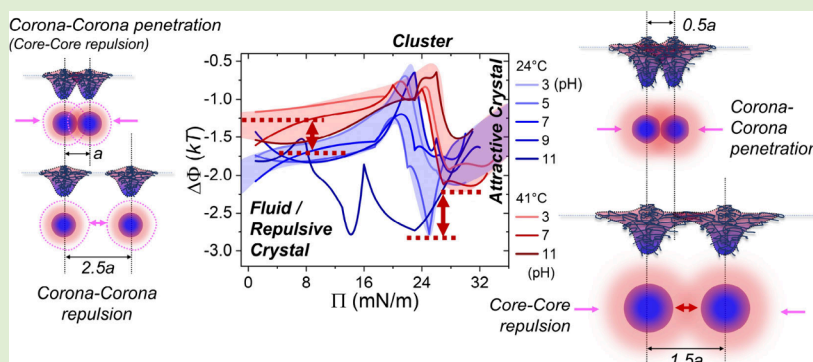 Corona-Corona penetration
(Core-Core repulsion)
a
2.5a
Corona-Corona
repulsion
Cluster
-0.5
-1.0
-1.5
-2.0
-2.5
-3.0
ΔΦ (kT)
Fluid /
Repulsive
Crystal
Attractive Crystal
0 8 16 24 32
Π (mN/m)
24°C
3 (pH)
5
7
9
11
41°C
3
7
11
(pH)
0.5a
Corona-
Corona
penetration
Core-Core
repulsion
1.5a